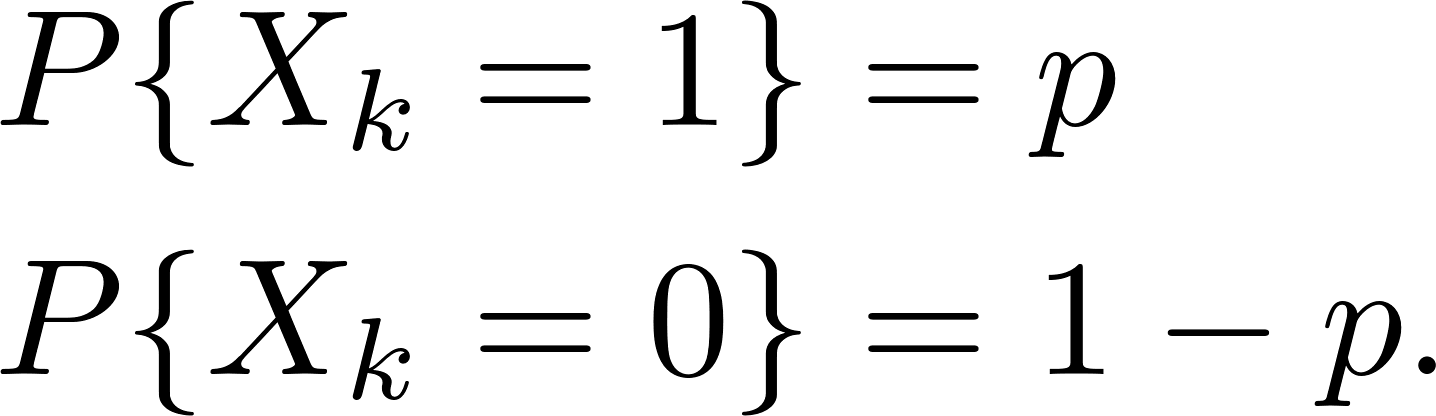 P{X_k = 1} = p
P{X_k = 0} = 1 − p.